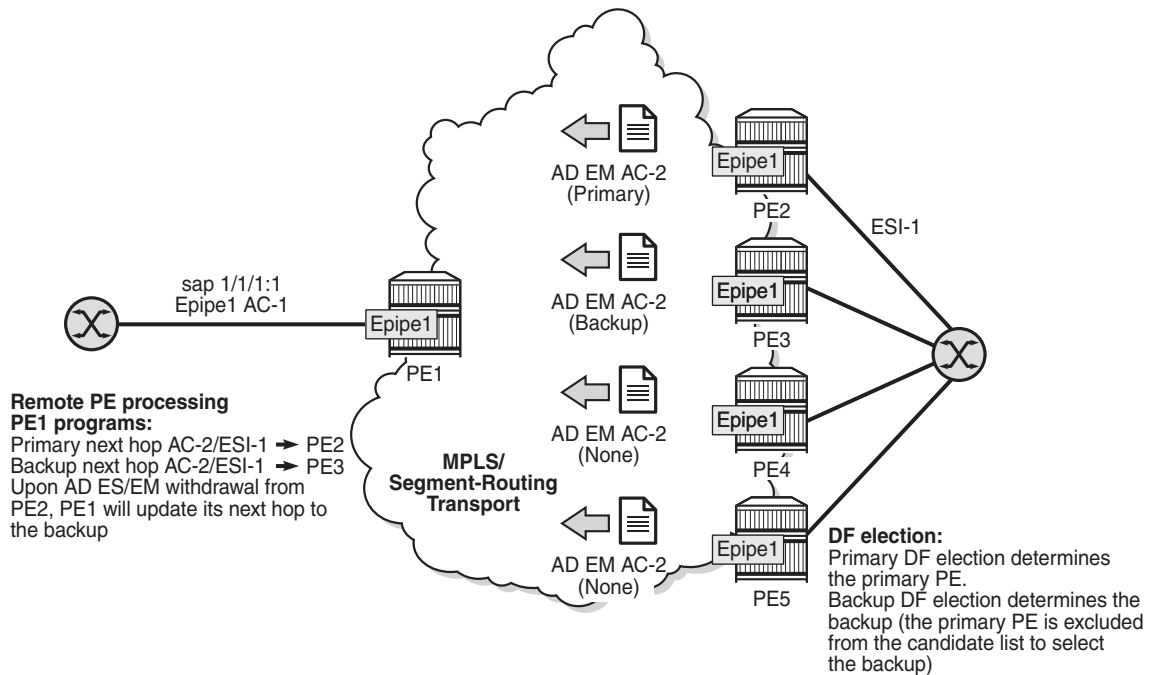 AD EM AC-2
(Primary)
Epipe1
PE2
ESI-1
AD EM AC-2
(Backup)
Epipe1
PE3
sap 1/1/1:1
Epipe1 AC-1
Epipe1
PE1
AD EM AC-2
(None)
Epipe1
PE4
Remote PE processing
PE1 programs:
Primary next hop AC-2/ESI-1 → PE2
Backup next hop AC-2/ESI-1 → PE3
Upon AD ES/EM withdrawal from
PE2, PE1 will update its next hop to
the backup
MPLS/
Segment-Routing
Transport
AD EM AC-2
(None)
Epipe1
PE5
DF election:
Primary DF election determines
the primary PE.
Backup DF election determines the
backup (the primary PE is excluded
from the candidate list to select
the backup)